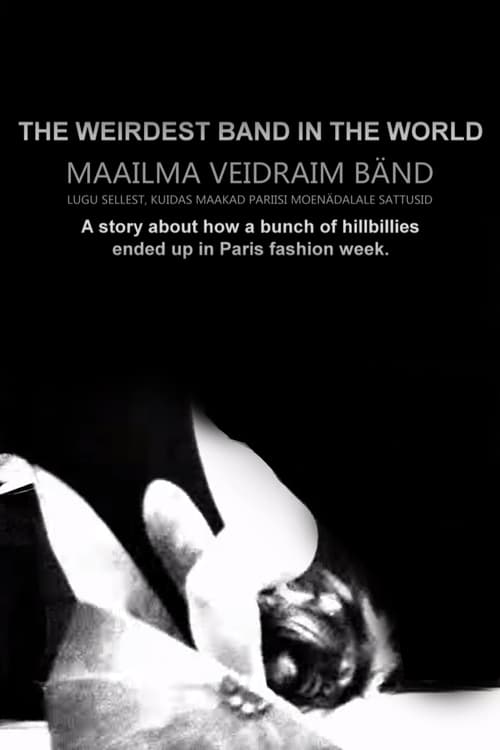 THE WEIRDEST BAND IN THE WORLD
MAAILMA VEIDRAIM BÄND
LUGU SELLEST, KUIDAS MAAKAD PARIISI MOENÄDALALE SATTUSID
A story about how a bunch of hillbillies
ended up in Paris fashion week.